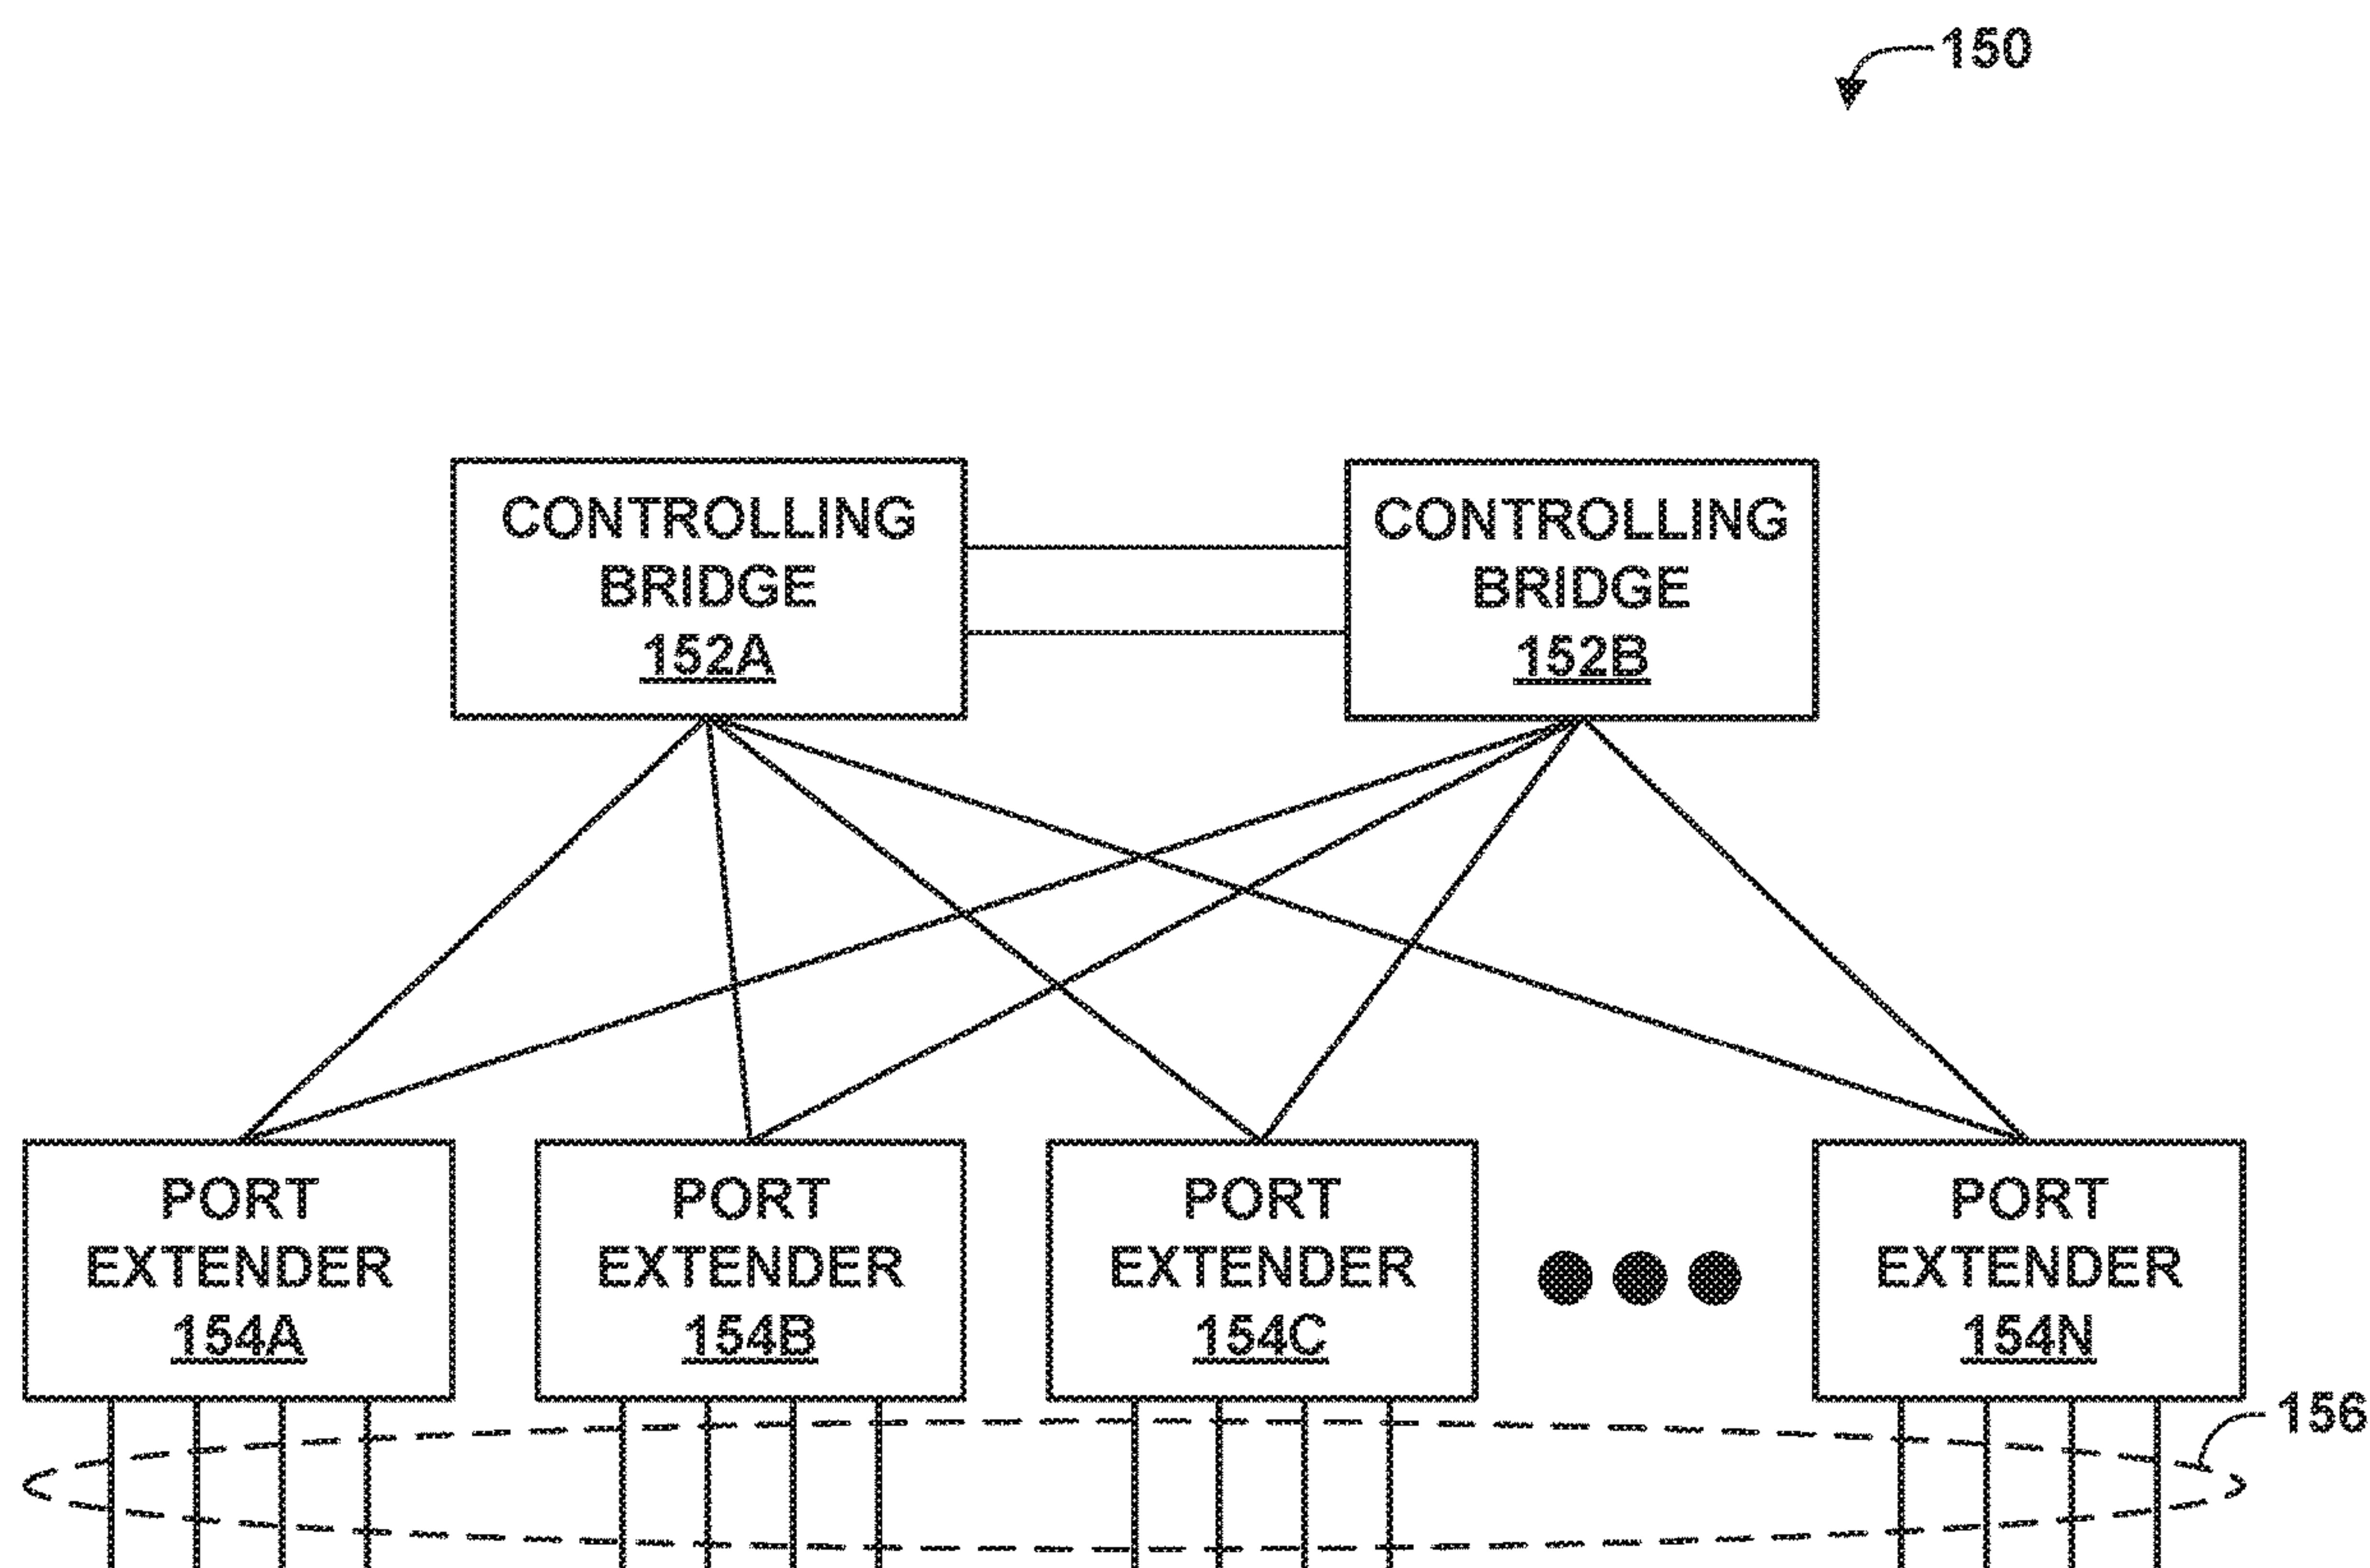 150
CONTROLLING
BRIDGE
152A
CONTROLLING
BRIDGE
152B
PORT
EXTENDER
154A
PORT
EXTENDER
154B
PORT
EXTENDER
154C
PORT
EXTENDER
154N
156